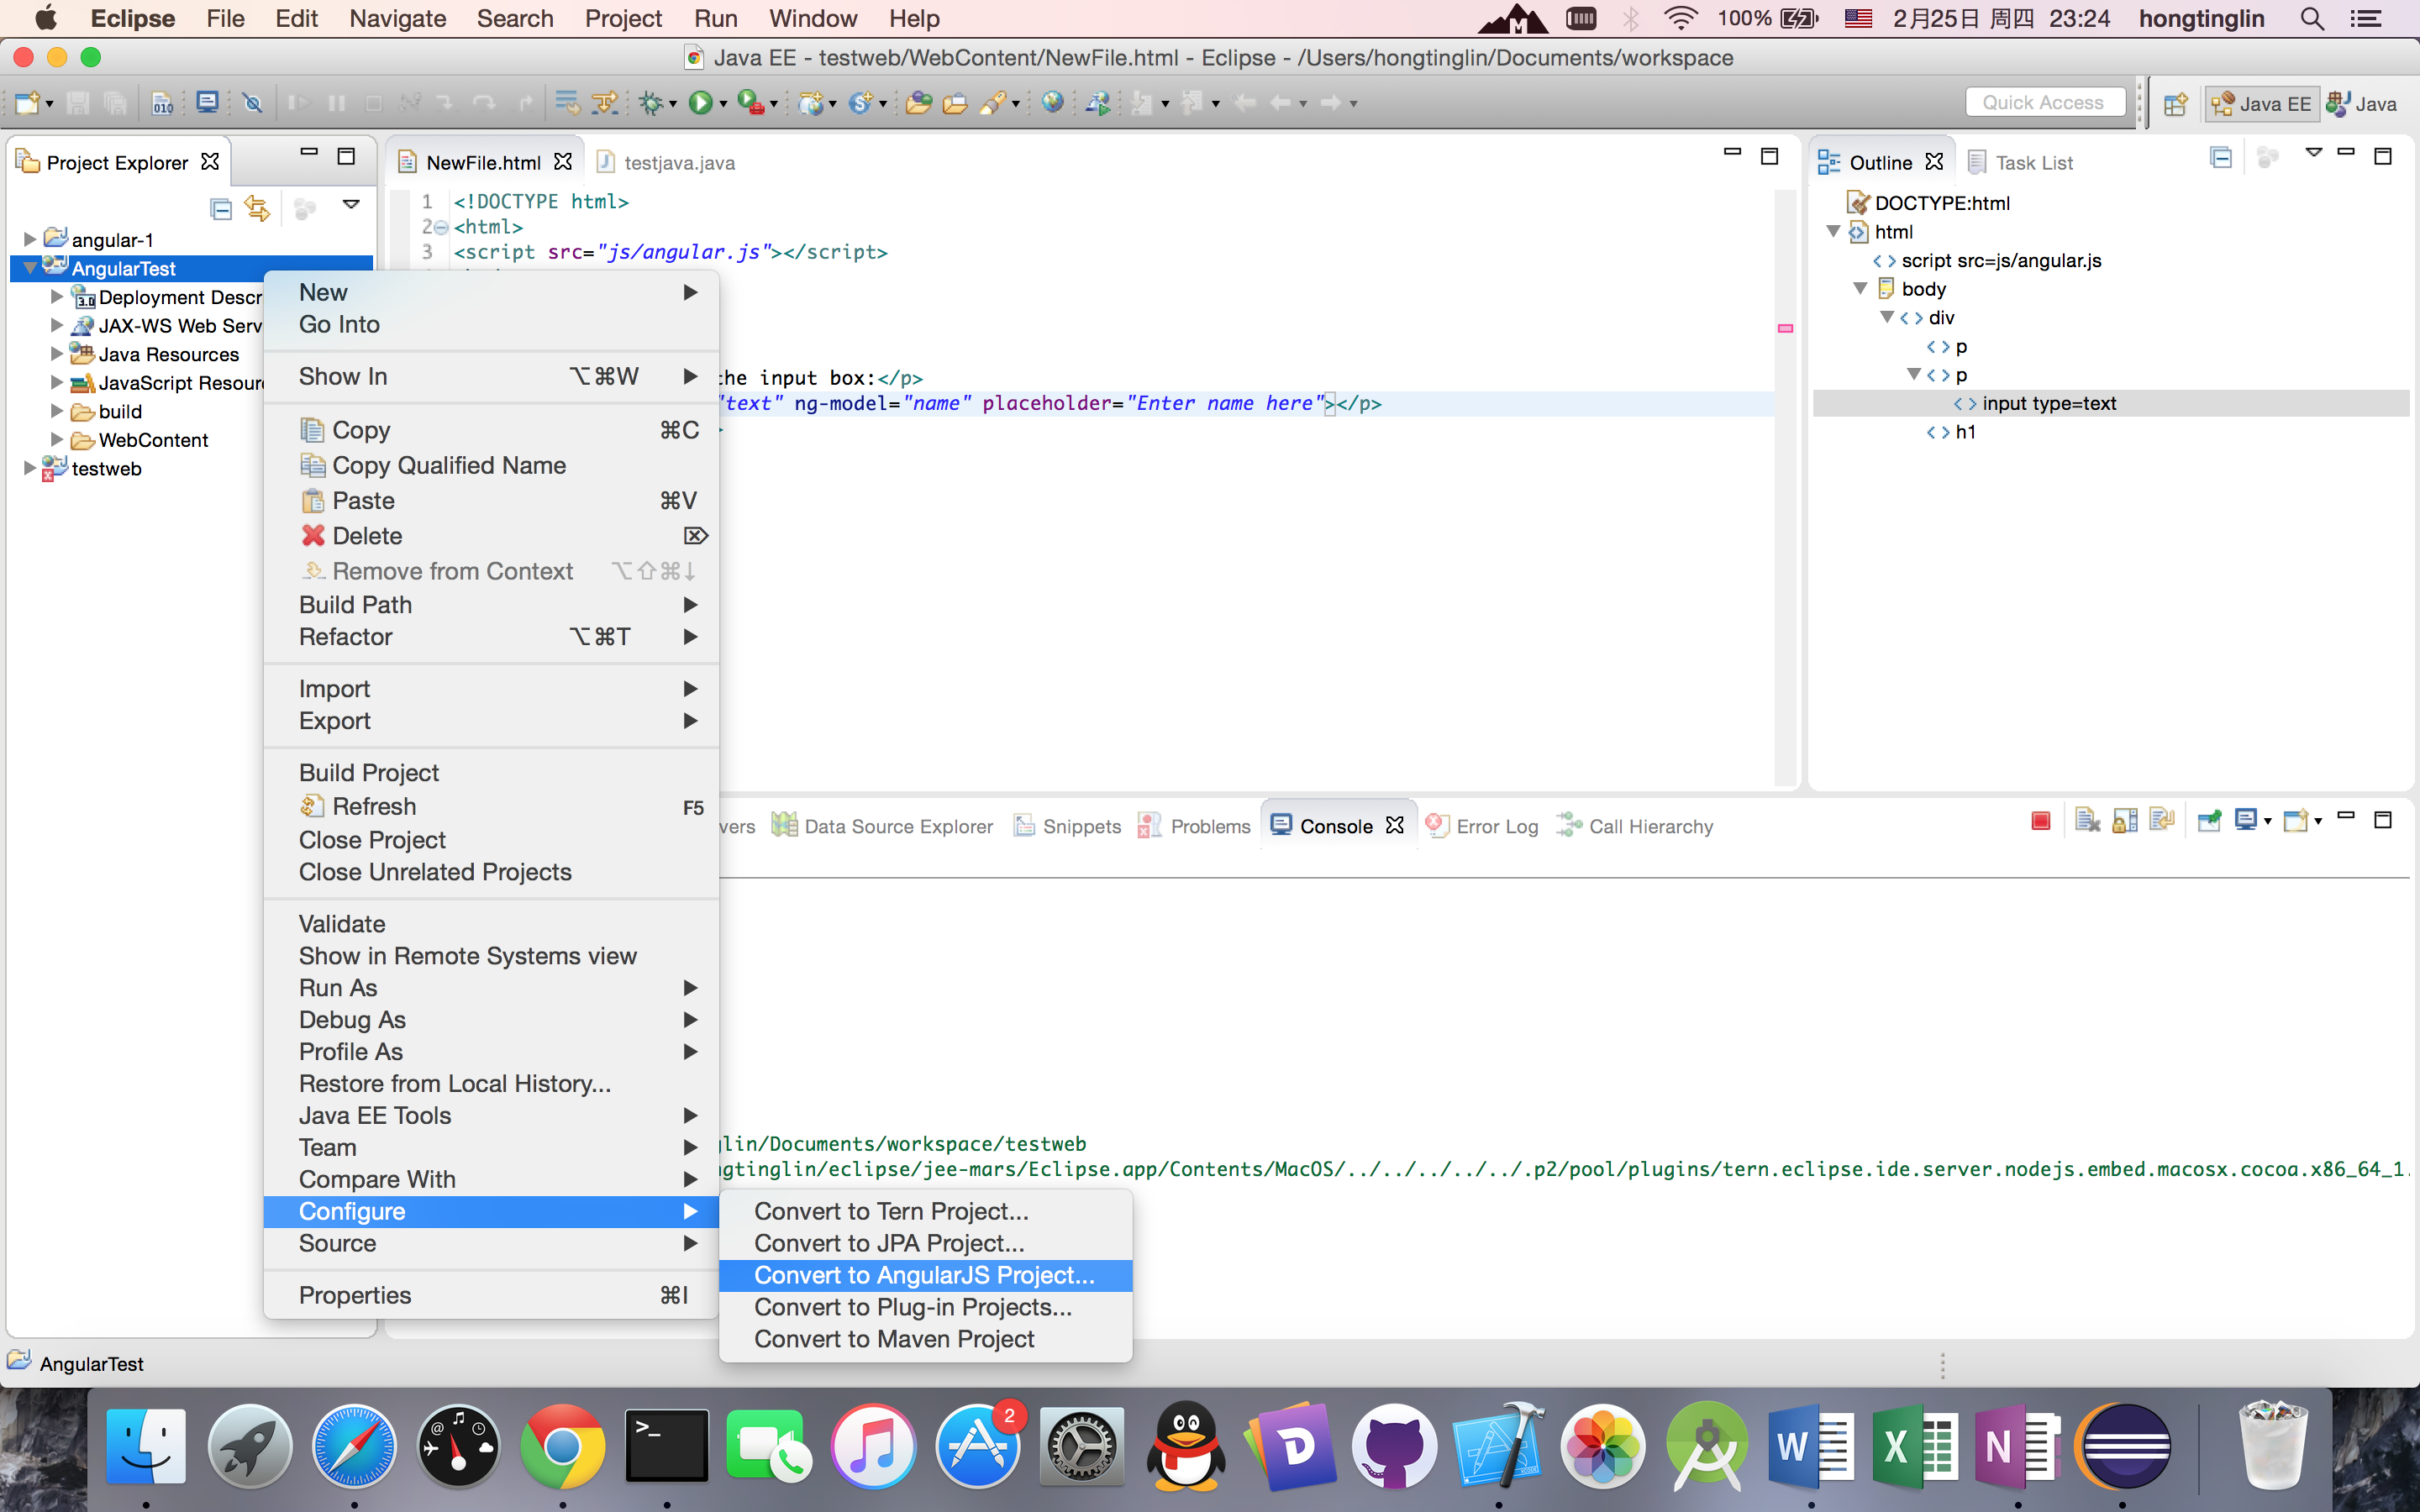 Eclipse File Edit Navigate Search Project Run Window Help 100% 2月25日 周四 23:24 hongtinglin
Java EE - testweb/WebContent/NewFile.html - Eclipse - /Users/hongtinglin/Documents/workspace
Quick Access Java EE Java
Project Explorer
angular-1
AngularTest
Deployment Descr
JAX-WS Web Serv
Java Resources
JavaScript Resour
build
WebContent
testweb
NewFile.html testjava.java
1 <!DOCTYPE html>
2 <html>
3 <script src="js/angular.js"></script>
he input box:</p>
"text" ng-model="name" placeholder="Enter name here"></p>
>
Outline Task List
DOCTYPE:html
html
script src=js/angular.js
body
div
p
p
input type=text
h1
New
Go Into
Show In ⌥⌘W
Copy ⌘C
Copy Qualified Name
Paste ⌘V
Delete ⌦
Remove from Context ⌥⇧⌘↓
Build Path
Refactor ⌥⌘T
Import
Export
Build Project
Refresh F5
Close Project
Close Unrelated Projects
Validate
Show in Remote Systems view
Run As
Debug As
Profile As
Restore from Local History...
Java EE Tools
Team
Compare With
Configure
Source
Properties ⌘I
Convert to Tern Project...
Convert to JPA Project...
Convert to AngularJS Project...
Convert to Plug-in Projects...
Convert to Maven Project
vers Data Source Explorer Snippets Problems Console Error Log Call Hierarchy
glin/Documents/workspace/testweb
ngtinglin/eclipse/jee-mars/Eclipse.app/Contents/MacOS/../../../../../.p2/pool/plugins/tern.eclipse.ide.server.nodejs.embed.macosx.cocoa.x86_64_1.
AngularTest
2